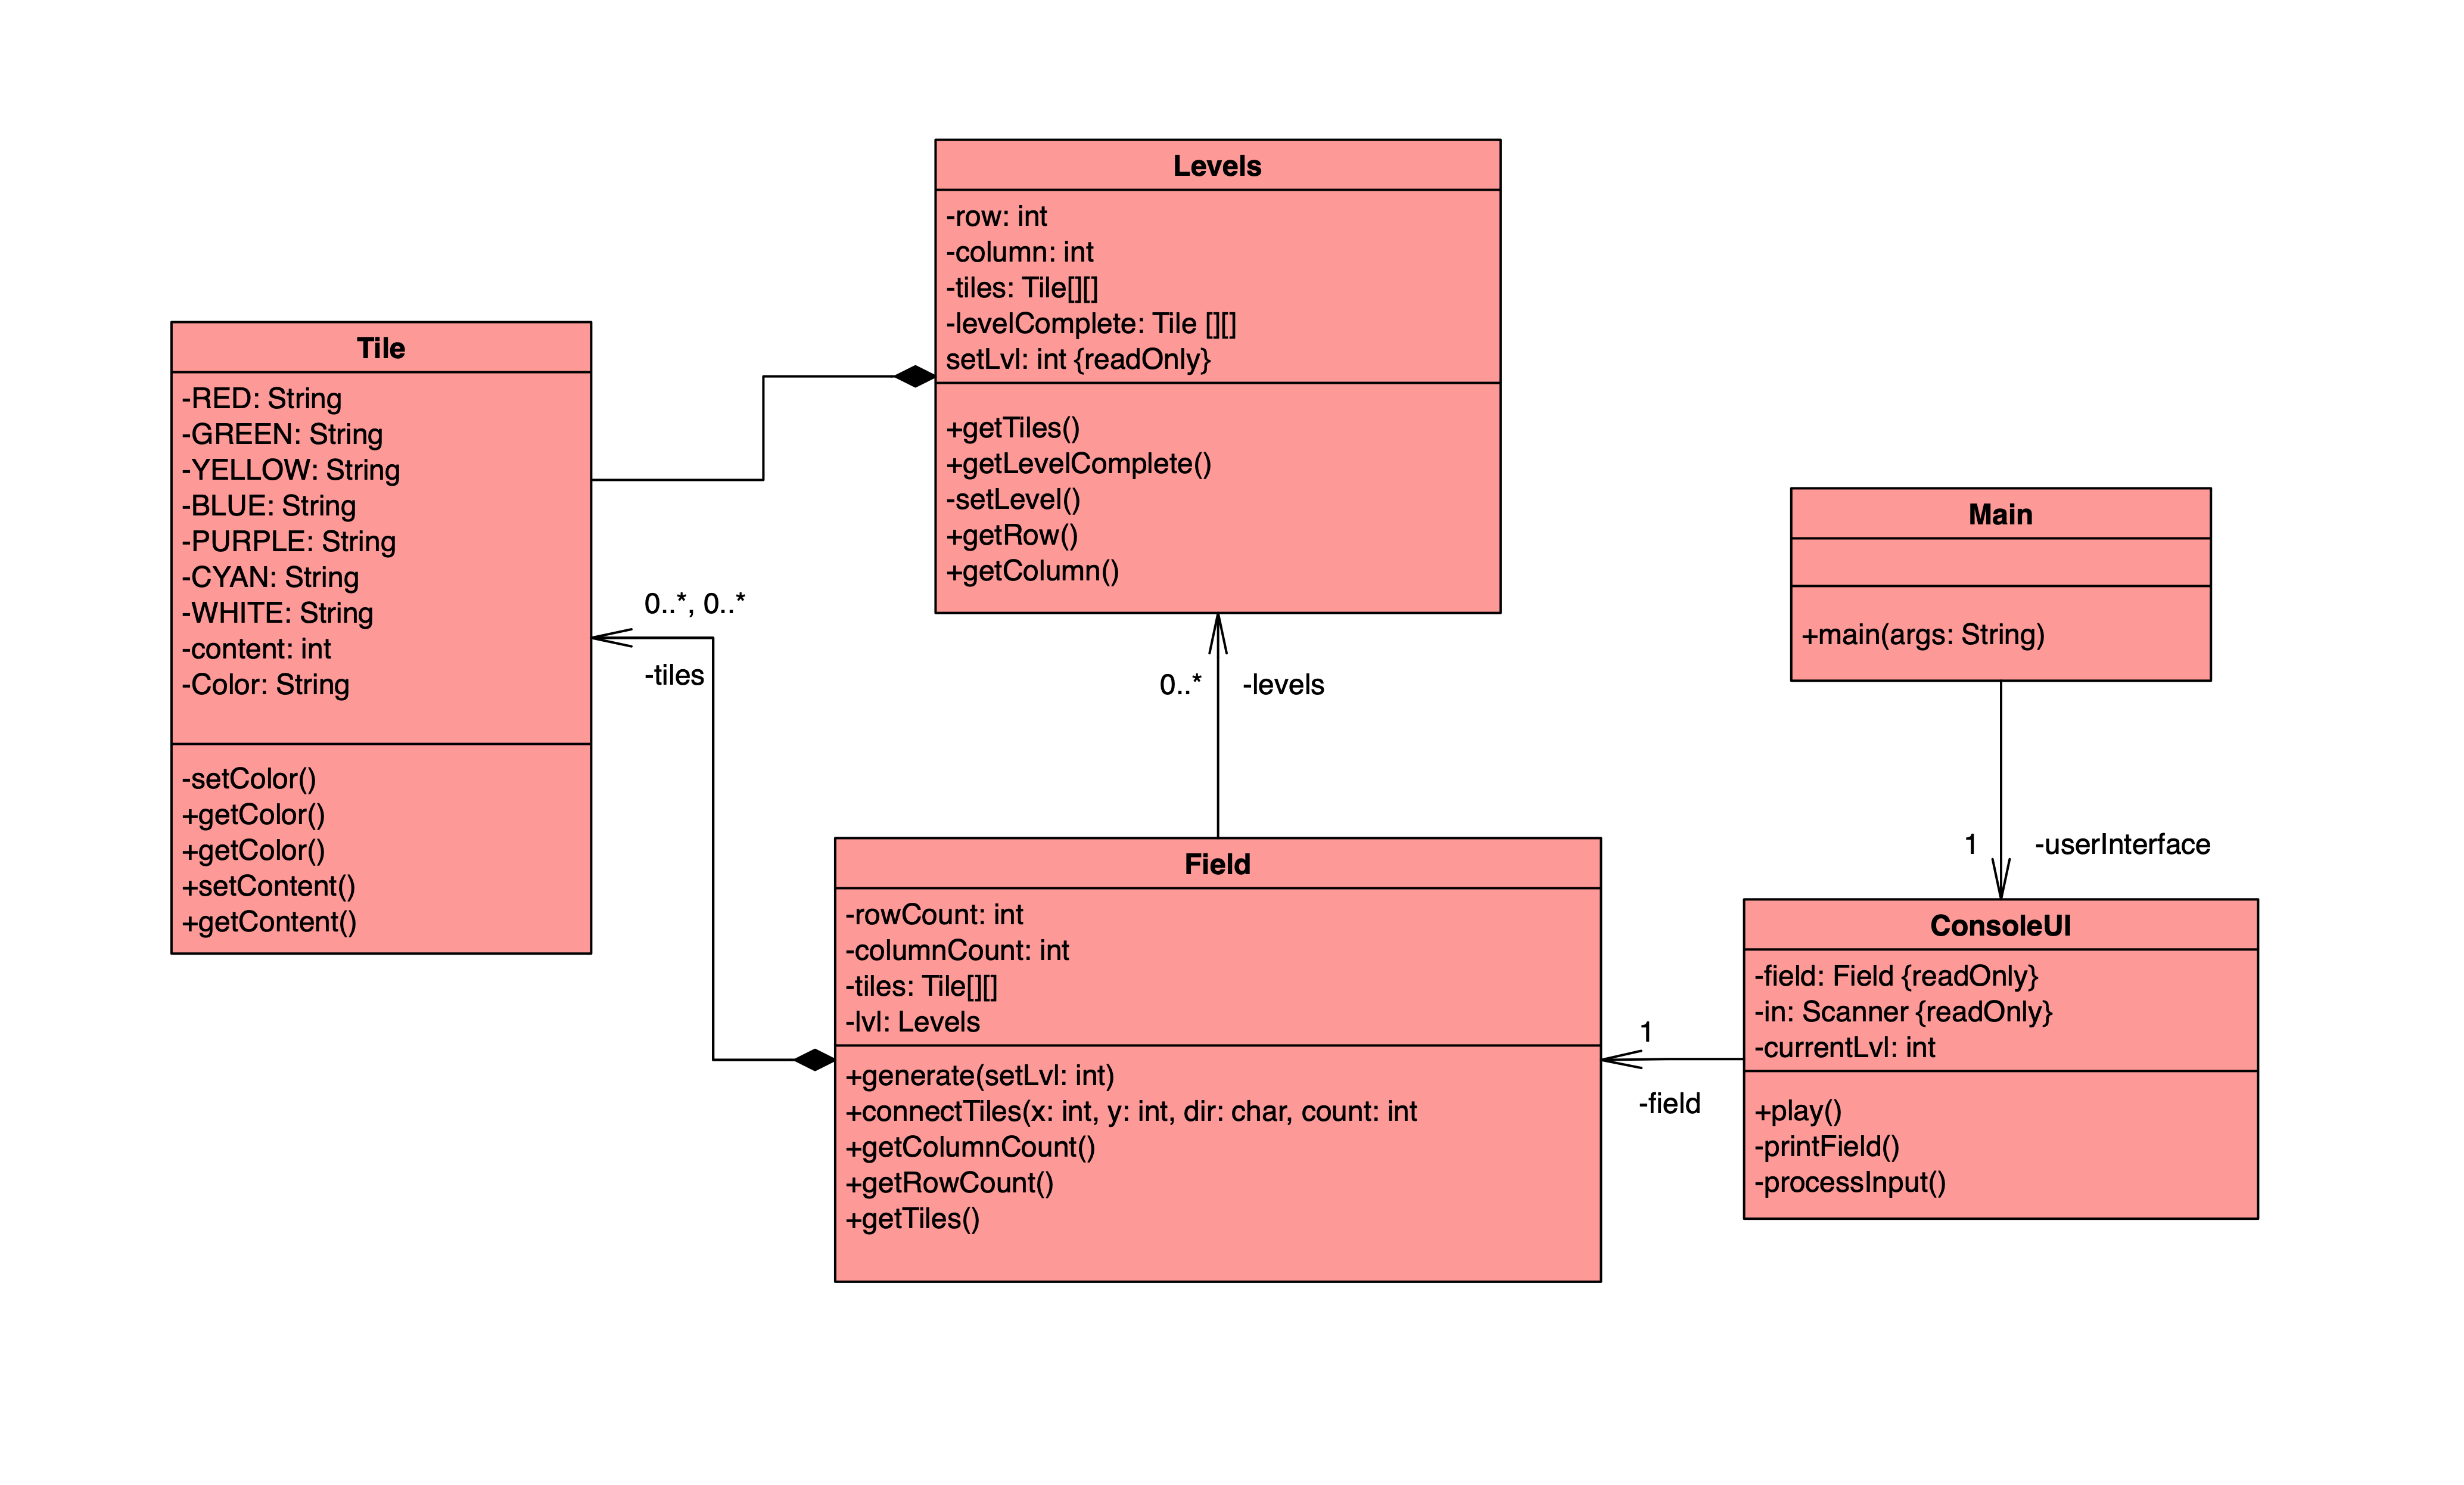 Levels
-row: int
-column: int
-tiles: Tile[][]
-levelComplete: Tile [][]
setLvl: int {readOnly}
+getTiles()
+getLevelComplete()
-setLevel()
+getRow()
+getColumn()
Tile
-RED: String
-GREEN: String
-YELLOW: String
-BLUE: String
-PURPLE: String
-CYAN: String
-WHITE: String
-content: int
-Color: String
-setColor()
+getColor()
+getColor()
+setContent()
+getContent()
0..*, 0..*
-tiles
0..*
-levels
Main
+main(args: String)
1
-userInterface
Field
-rowCount: int
-columnCount: int
-tiles: Tile[][]
-lvl: Levels
+generate(setLvl: int)
+connectTiles(x: int, y: int, dir: char, count: int
+getColumnCount()
+getRowCount()
+getTiles()
1
-field
ConsoleUI
-field: Field {readOnly}
-in: Scanner {readOnly}
-currentLvl: int
+play()
-printField()
-processInput()